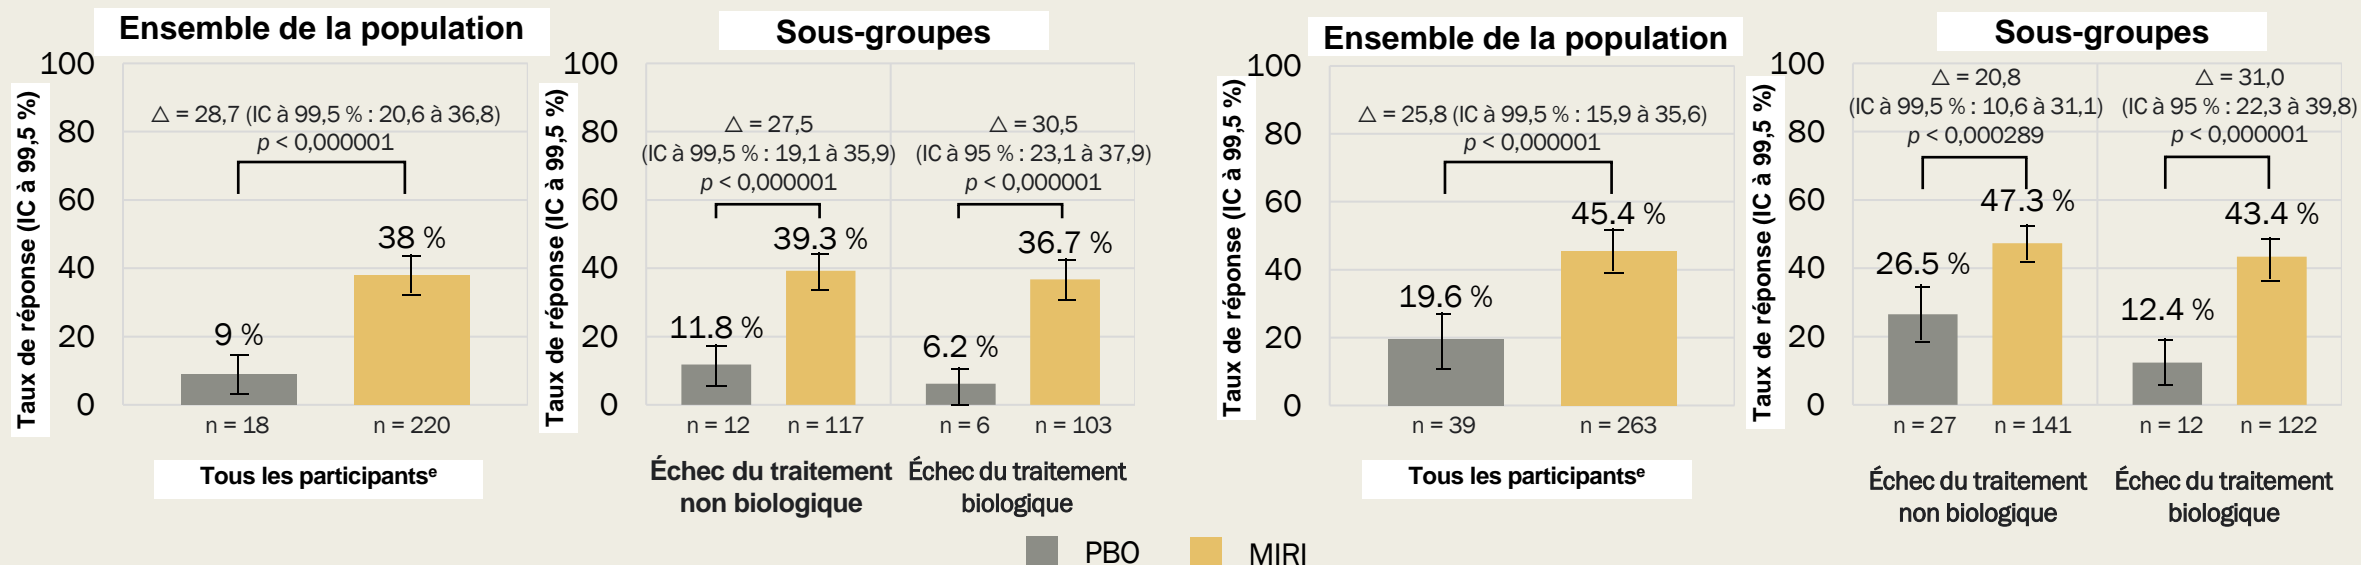 Ensemble de la population
Taux de réponse (IC à 99,5 %)
100
80
60
40
20
0
△ = 28,7 (IC à 99,5 % : 20,6 à 36,8)
p < 0,000001
9 %
38 %
n = 18
n = 220
Tous les participantsᵉ
Sous-groupes
Taux de réponse (IC à 99,5 %)
100
80
60
40
20
0
△ = 27,5
(IC à 99,5 % : 19,1 à 35,9)
p < 0,000001
△ = 30,5
(IC à 95 % : 23,1 à 37,9)
p < 0,000001
11.8 %
39.3 %
6.2 %
36.7 %
n = 12
n = 117
n = 6
n = 103
Échec du traitement
non biologique
Échec du traitement
biologique
Ensemble de la population
Taux de réponse (IC à 99,5 %)
100
80
60
40
20
0
△ = 25,8 (IC à 99,5 % : 15,9 à 35,6)
p < 0,000001
19.6 %
45.4 %
n = 39
n = 263
Tous les participantsᵉ
Sous-groupes
Taux de réponse (IC à 99,5 %)
100
80
60
40
20
0
△ = 20,8
(IC à 99,5 % : 10,6 à 31,1)
p < 0,000289
△ = 31,0
(IC à 95 % : 22,3 à 39,8)
p < 0,000001
26.5 %
47.3 %
12.4 %
43.4 %
n = 27
n = 141
n = 12
n = 122
Échec du traitement
non biologique
Échec du traitement
biologique
PBO
MIRI